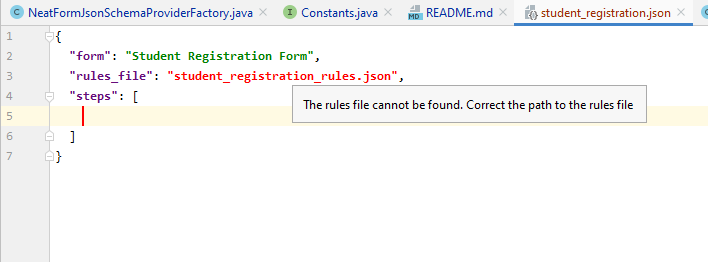 NeatFormJsonSchemaProviderFactory.java Constants.java README.md student_registration.json
1 {
2 "form": "Student Registration Form",
3 "rules_file": "student_registration_rules.json",
4 "steps": [
The rules file cannot be found. Correct the path to the rules file
5
6 ]
7 }